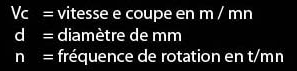 Vc = vitesse e coupe en m / mn
d = diamètre de mm
n = fréquence de rotation en t/mn